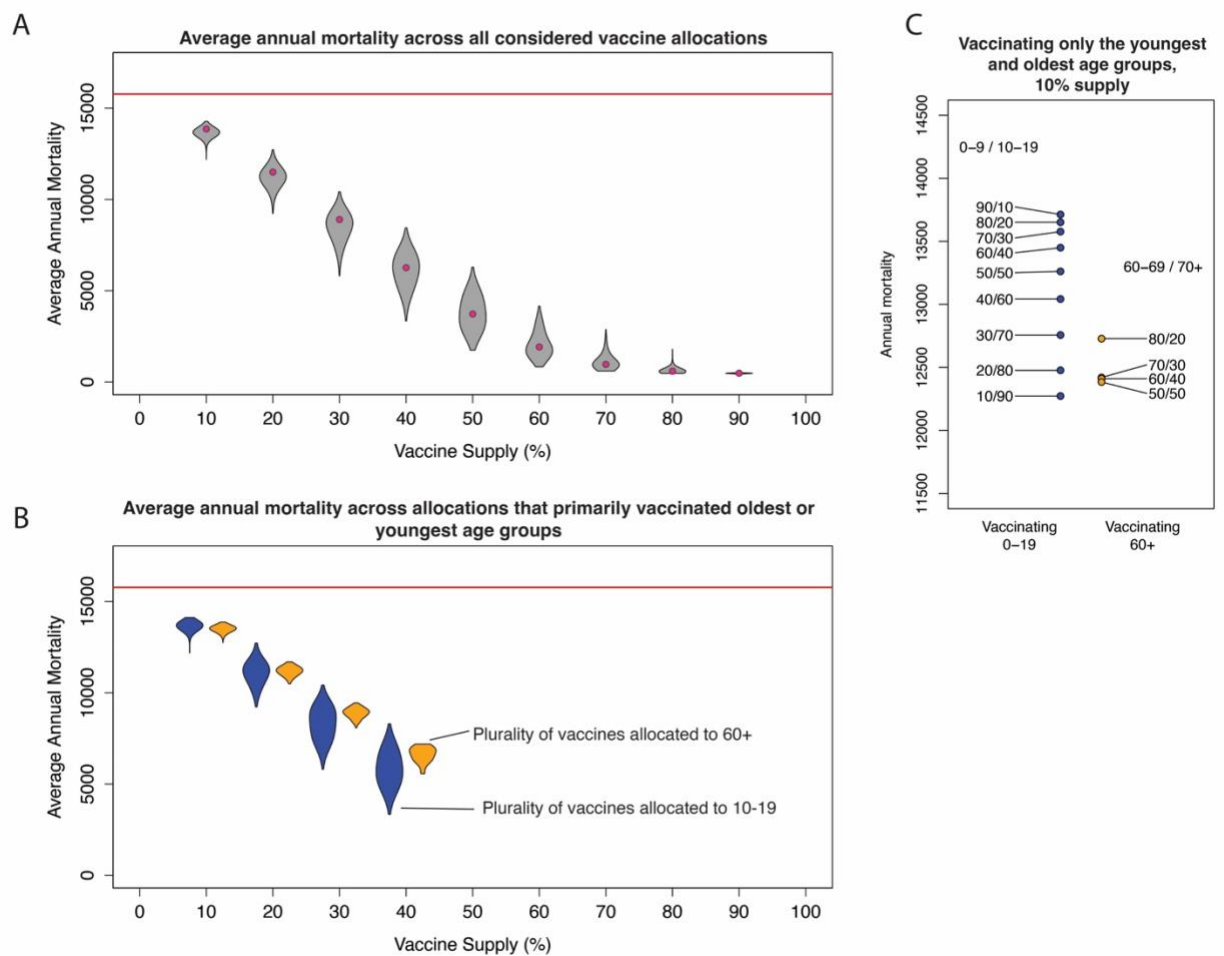 A
Average annual mortality across all considered vaccine allocations
Average Annual Mortality
15000
10000
5000
0
0 10 20 30 40 50 60 70 80 90 100
Vaccine Supply (%)
B
Average annual mortality across allocations that primarily vaccinated oldest or
youngest age groups
Average Annual Mortality
15000
10000
5000
0
Plurality of vaccines allocated to 60+
Plurality of vaccines allocated to 10-19
0 10 20 30 40 50 60 70 80 90 100
Vaccine Supply (%)
C
Vaccinating only the youngest
and oldest age groups,
10% supply
Annual mortality
14500
14000
13500
13000
12500
12000
11500
0–9 / 10–19
90/10
80/20
70/30
60/40
50/50
40/60
30/70
20/80
10/90
60–69 / 70+
80/20
70/30
60/40
50/50
Vaccinating
0–19
Vaccinating
60+